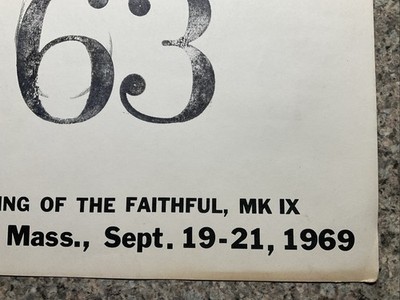 63
ING OF THE FAITHFUL, MK IX
Mass., Sept. 19-21, 1969